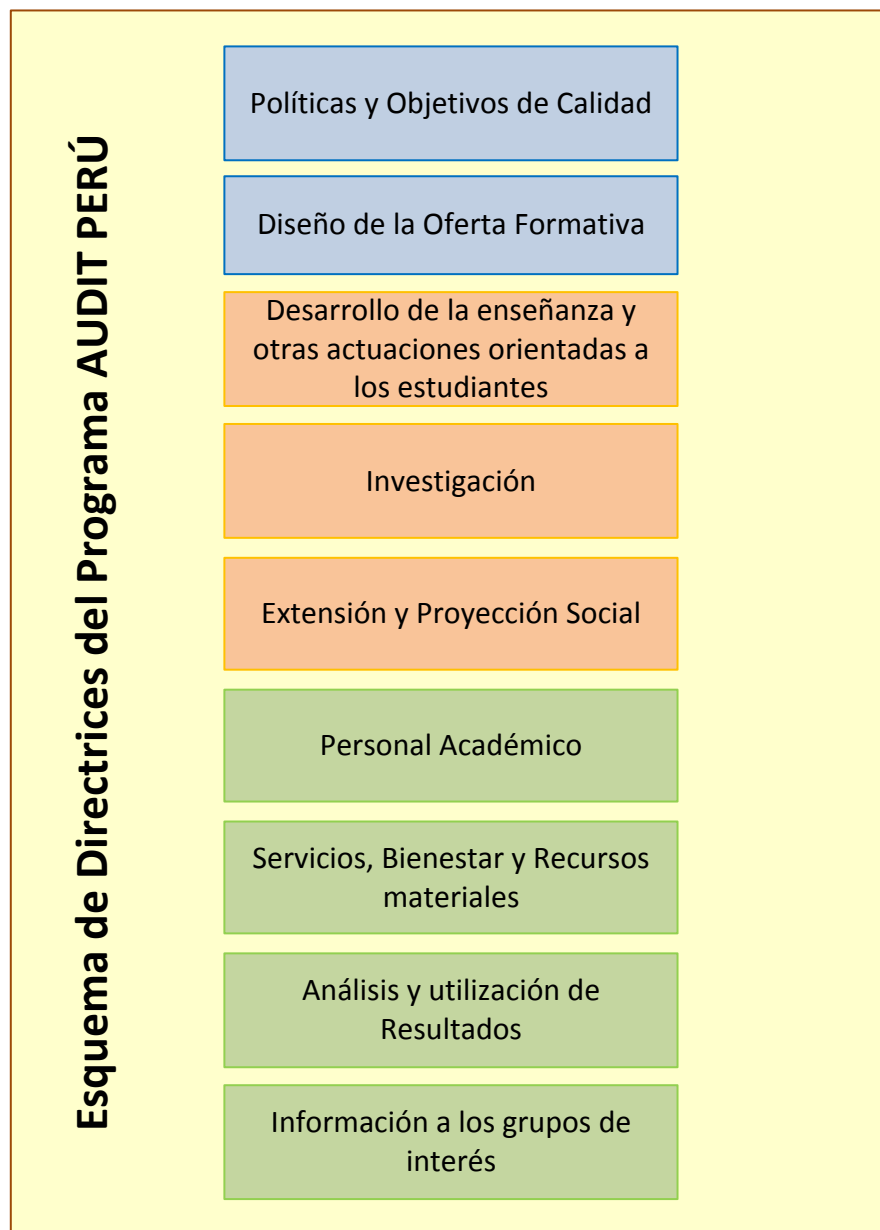 Esquema de Directrices del Programa AUDIT PERÚ
Políticas y Objetivos de Calidad
Diseño de la Oferta Formativa
Desarrollo de la enseñanza y
otras actuaciones orientadas a
los estudiantes
Investigación
Extensión y Proyección Social
Personal Académico
Servicios, Bienestar y Recursos
materiales
Análisis y utilización de
Resultados
Información a los grupos de
interés